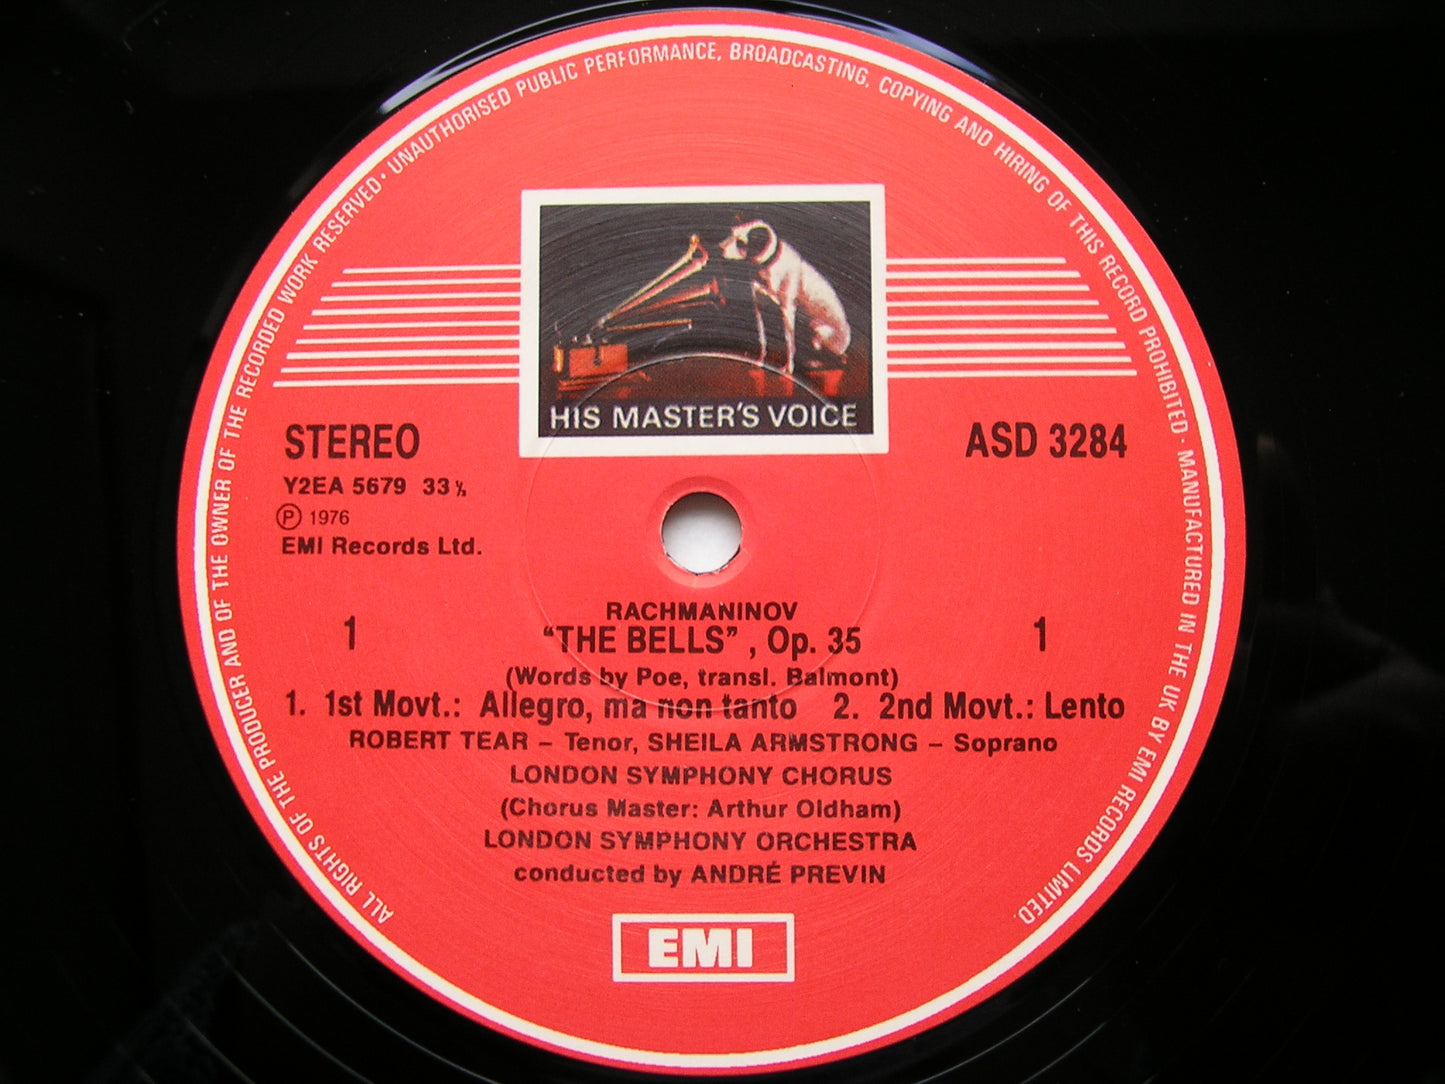 ALL RIGHTS OF THE PRODUCER AND OF THE OWNER OF THE RECORDED WORK RESERVED · UNAUTHORISED PUBLIC PERFORMANCE, BROADCASTING, COPYING AND HIRING OF THIS RECORD PROHIBITED · MANUFACTURED IN THE UK BY EMI RECORDS LIMITED.
HIS MASTER'S VOICE
STEREO ASD 3284
Y2EA 5679 33⅓
Ⓟ 1976
EMI Records Ltd.
RACHMANINOV
1 "THE BELLS" , Op. 35 1
(Words by Poe, transl. Balmont)
1. 1st Movt.: Allegro, ma non tanto 2. 2nd Movt.: Lento
ROBERT TEAR – Tenor, SHEILA ARMSTRONG – Soprano
LONDON SYMPHONY CHORUS
(Chorus Master: Arthur Oldham)
LONDON SYMPHONY ORCHESTRA
conducted by ANDRÉ PREVIN
EMI